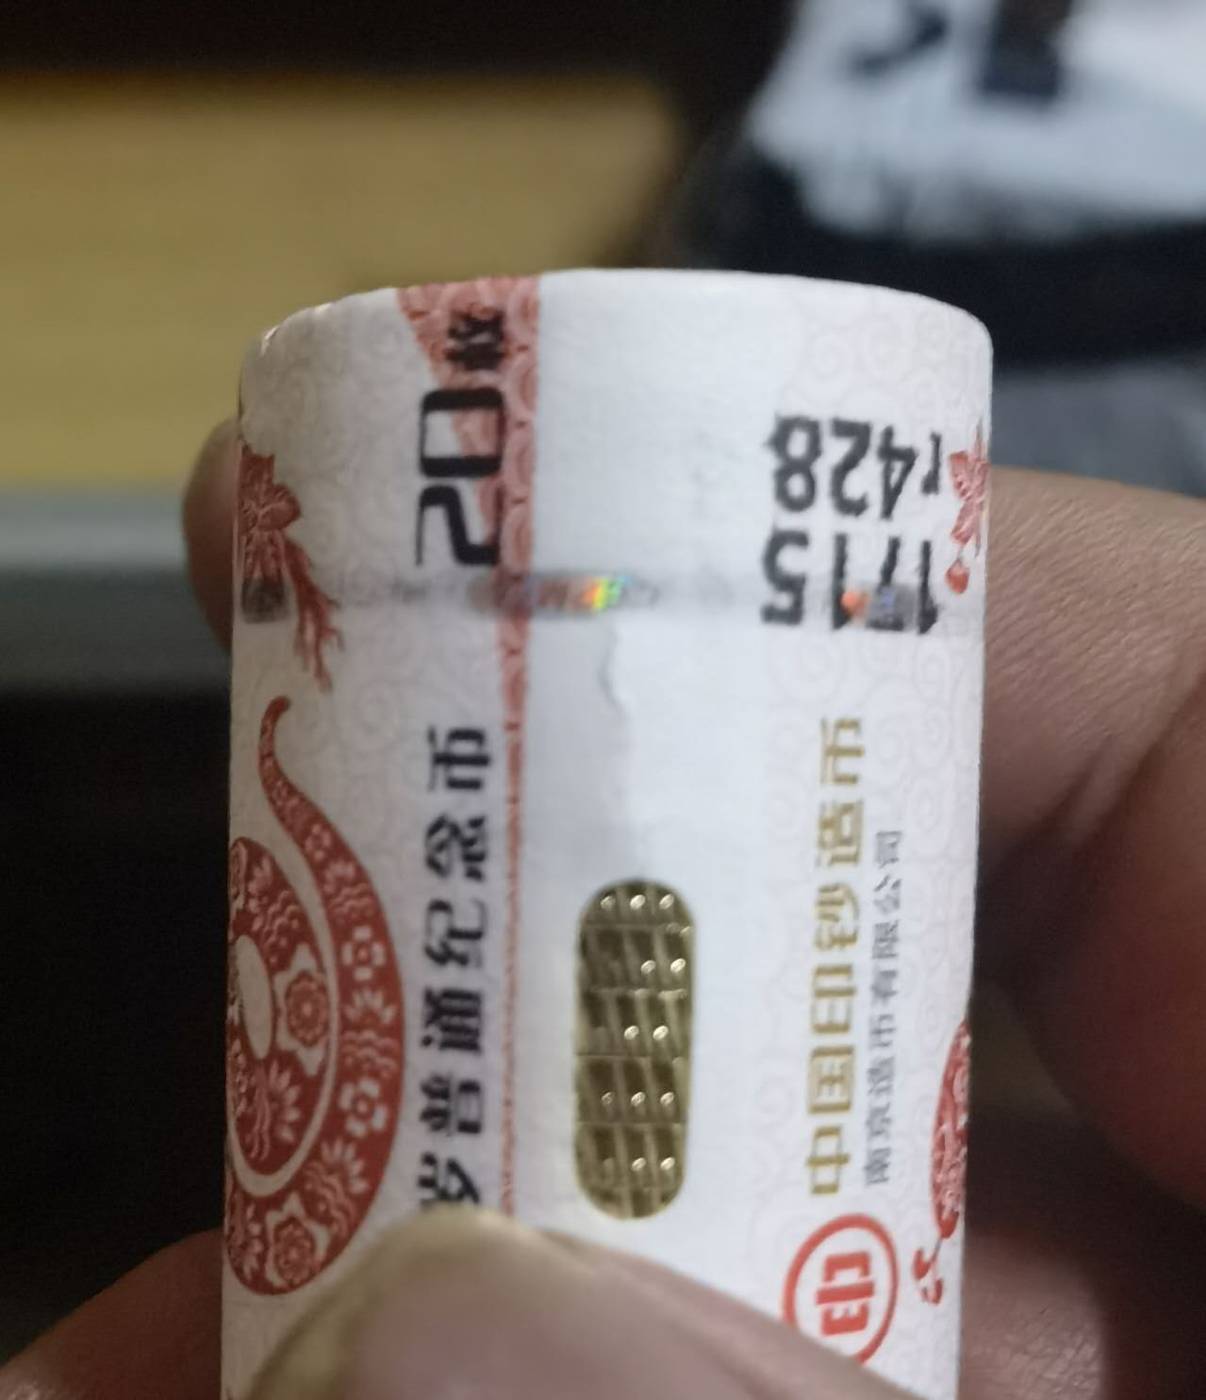 普通纪念币 20枚
中国印钞造币
南京造币有限公司
1715